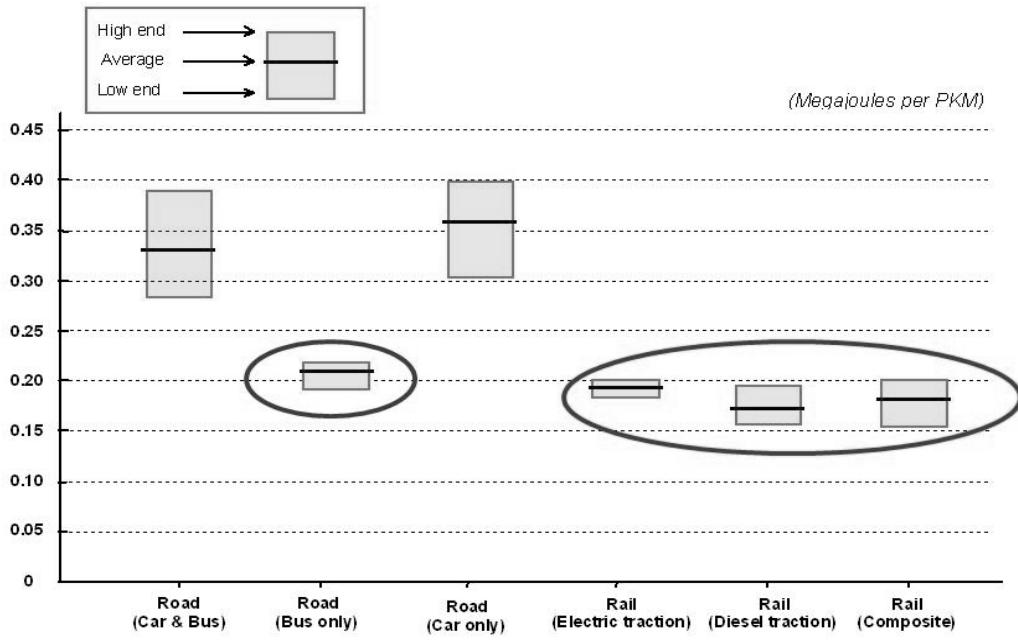 High end
Average
Low end
(Megajoules per PKM)
0.45
0.40
0.35
0.30
0.25
0.20
0.15
0.10
0.05
0
Road
(Car & Bus)
Road
(Bus only)
Road
(Car only)
Rail
(Electric traction)
Rail
(Diesel traction)
Rail
(Composite)